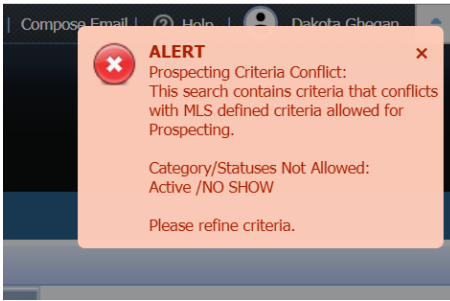 | Compose Email | ? Help | Dakota Ghegan
ALERT ×
Prospecting Criteria Conflict:
This search contains criteria that conflicts
with MLS defined criteria allowed for
Prospecting.
Category/Statuses Not Allowed:
Active /NO SHOW
Please refine criteria.